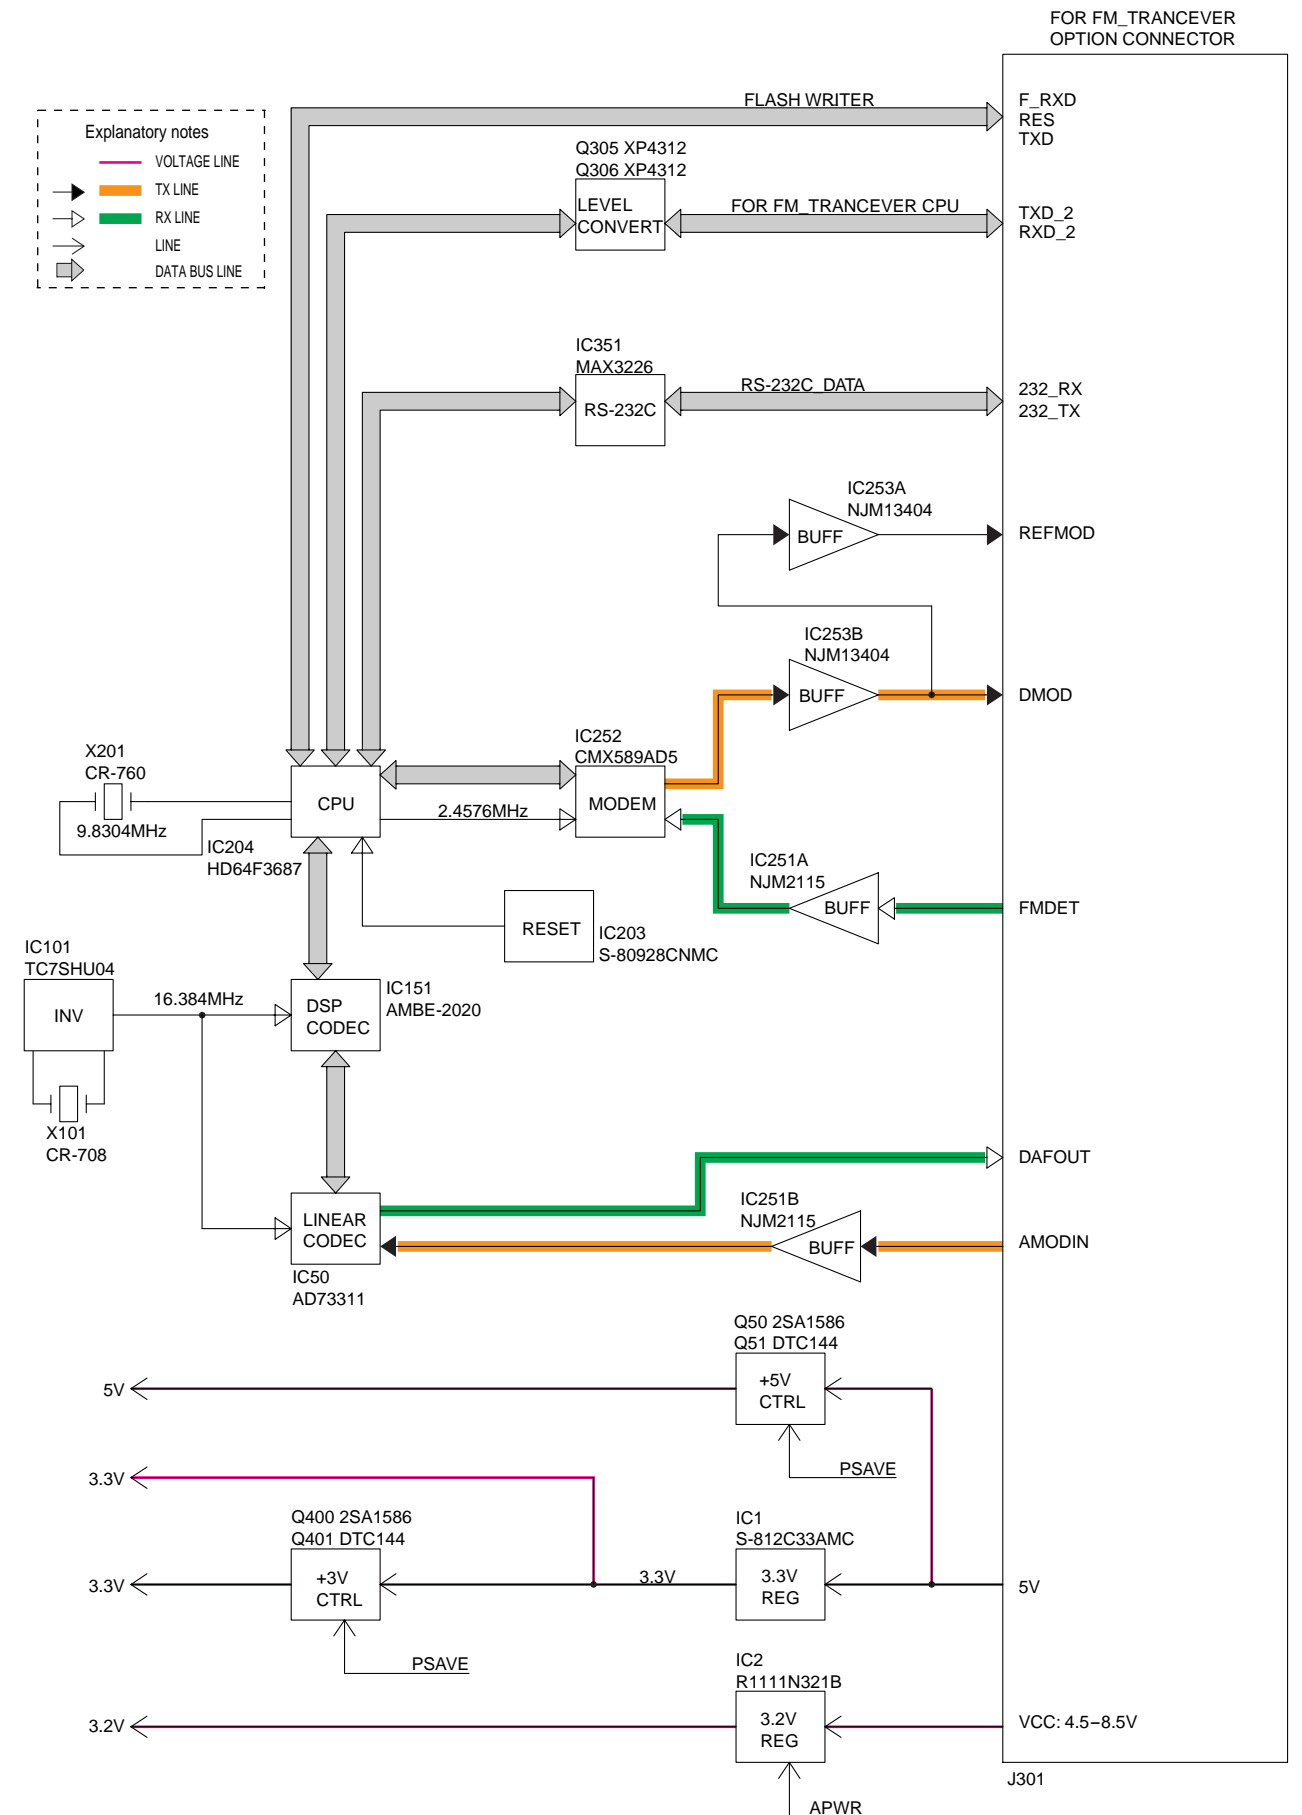 FOR FM_TRANCEVER
OPTION CONNECTOR
FLASH WRITER
F_RXD
RES
TXD
Explanatory notes
VOLTAGE LINE
TX LINE
RX LINE
LINE
DATA BUS LINE
Q305 XP4312
Q306 XP4312
LEVEL
CONVERT
FOR FM_TRANCEVER CPU
TXD_2
RXD_2
IC351
MAX3226
RS-232C
RS-232C_DATA
232_RX
232_TX
IC253A
NJM13404
BUFF
REFMOD
IC253B
NJM13404
BUFF
DMOD
X201
CR-760
9.8304MHz
CPU
IC204
HD64F3687
2.4576MHz
IC252
CMX589AD5
MODEM
IC251A
NJM2115
BUFF
FMDET
RESET
IC203
S-80928CNMC
IC101
TC7SHU04
INV
16.384MHz
X101
CR-708
DSP
CODEC
IC151
AMBE-2020
DAFOUT
LINEAR
CODEC
IC50
AD73311
IC251B
NJM2115
BUFF
AMODIN
Q50 2SA1586
Q51 DTC144
+5V
CTRL
5V
PSAVE
3.3V
Q400 2SA1586
Q401 DTC144
+3V
CTRL
3.3V
PSAVE
3.3V
IC1
S-812C33AMC
3.3V
REG
5V
IC2
R1111N321B
3.2V
REG
3.2V
VCC: 4.5–8.5V
APWR
J301